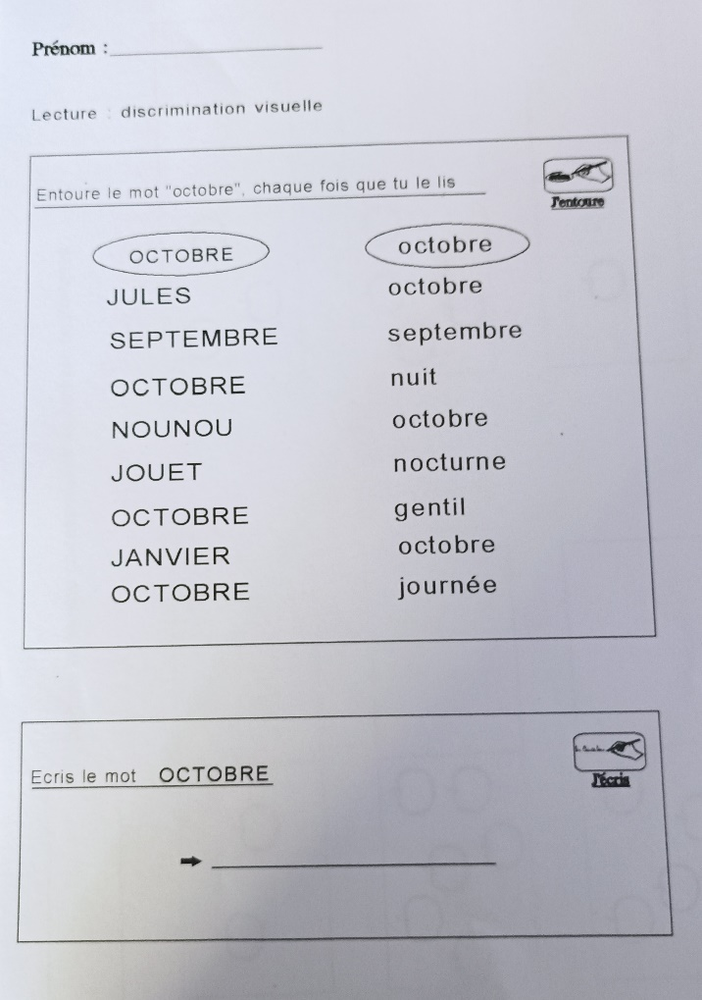 Prénom :
Lecture : discrimination visuelle
Entoure le mot "octobre", chaque fois que tu le lis
J'entoure
OCTOBRE octobre
JULES octobre
SEPTEMBRE septembre
OCTOBRE nuit
NOUNOU octobre
JOUET nocturne
OCTOBRE gentil
JANVIER octobre
OCTOBRE journée
Ecris le mot OCTOBRE
J'écris